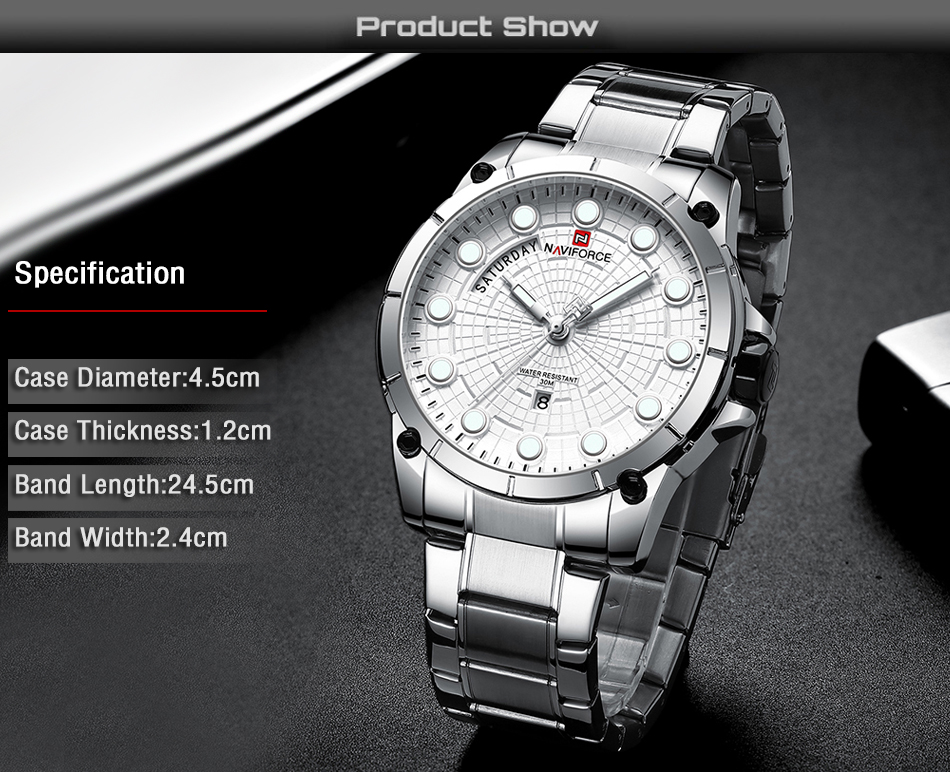 Product Show
Specification
Case Diameter:4.5cm
Case Thickness:1.2cm
Band Length:24.5cm
Band Width:2.4cm
SATURDAY
NAVIFORCE
WATER RESISTANT
30M
8